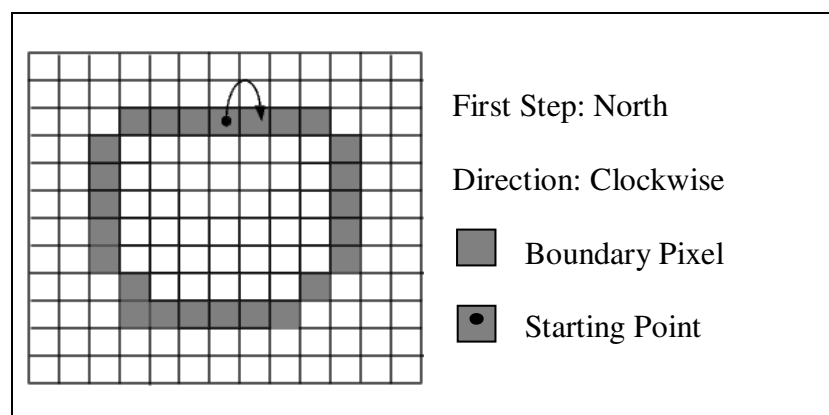 First Step: North
Direction: Clockwise
Boundary Pixel
Starting Point